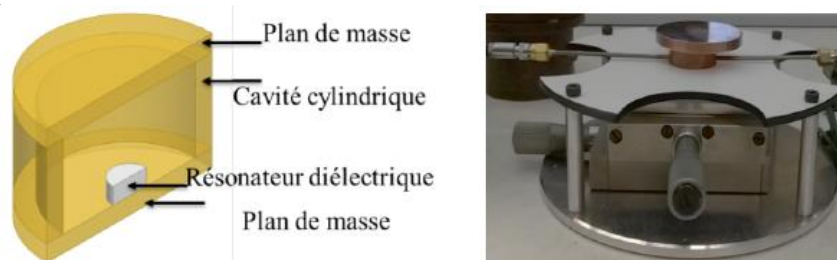 Plan de masse
Cavité cylindrique
Résonateur diélectrique
Plan de masse